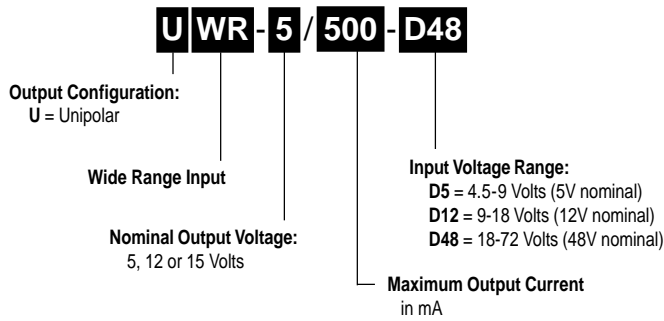 U WR - 5 / 500 - D48
Output Configuration:
U = Unipolar
Wide Range Input
Nominal Output Voltage:
5, 12 or 15 Volts
Input Voltage Range:
D5 = 4.5-9 Volts (5V nominal)
D12 = 9-18 Volts (12V nominal)
D48 = 18-72 Volts (48V nominal)
Maximum Output Current
in mA